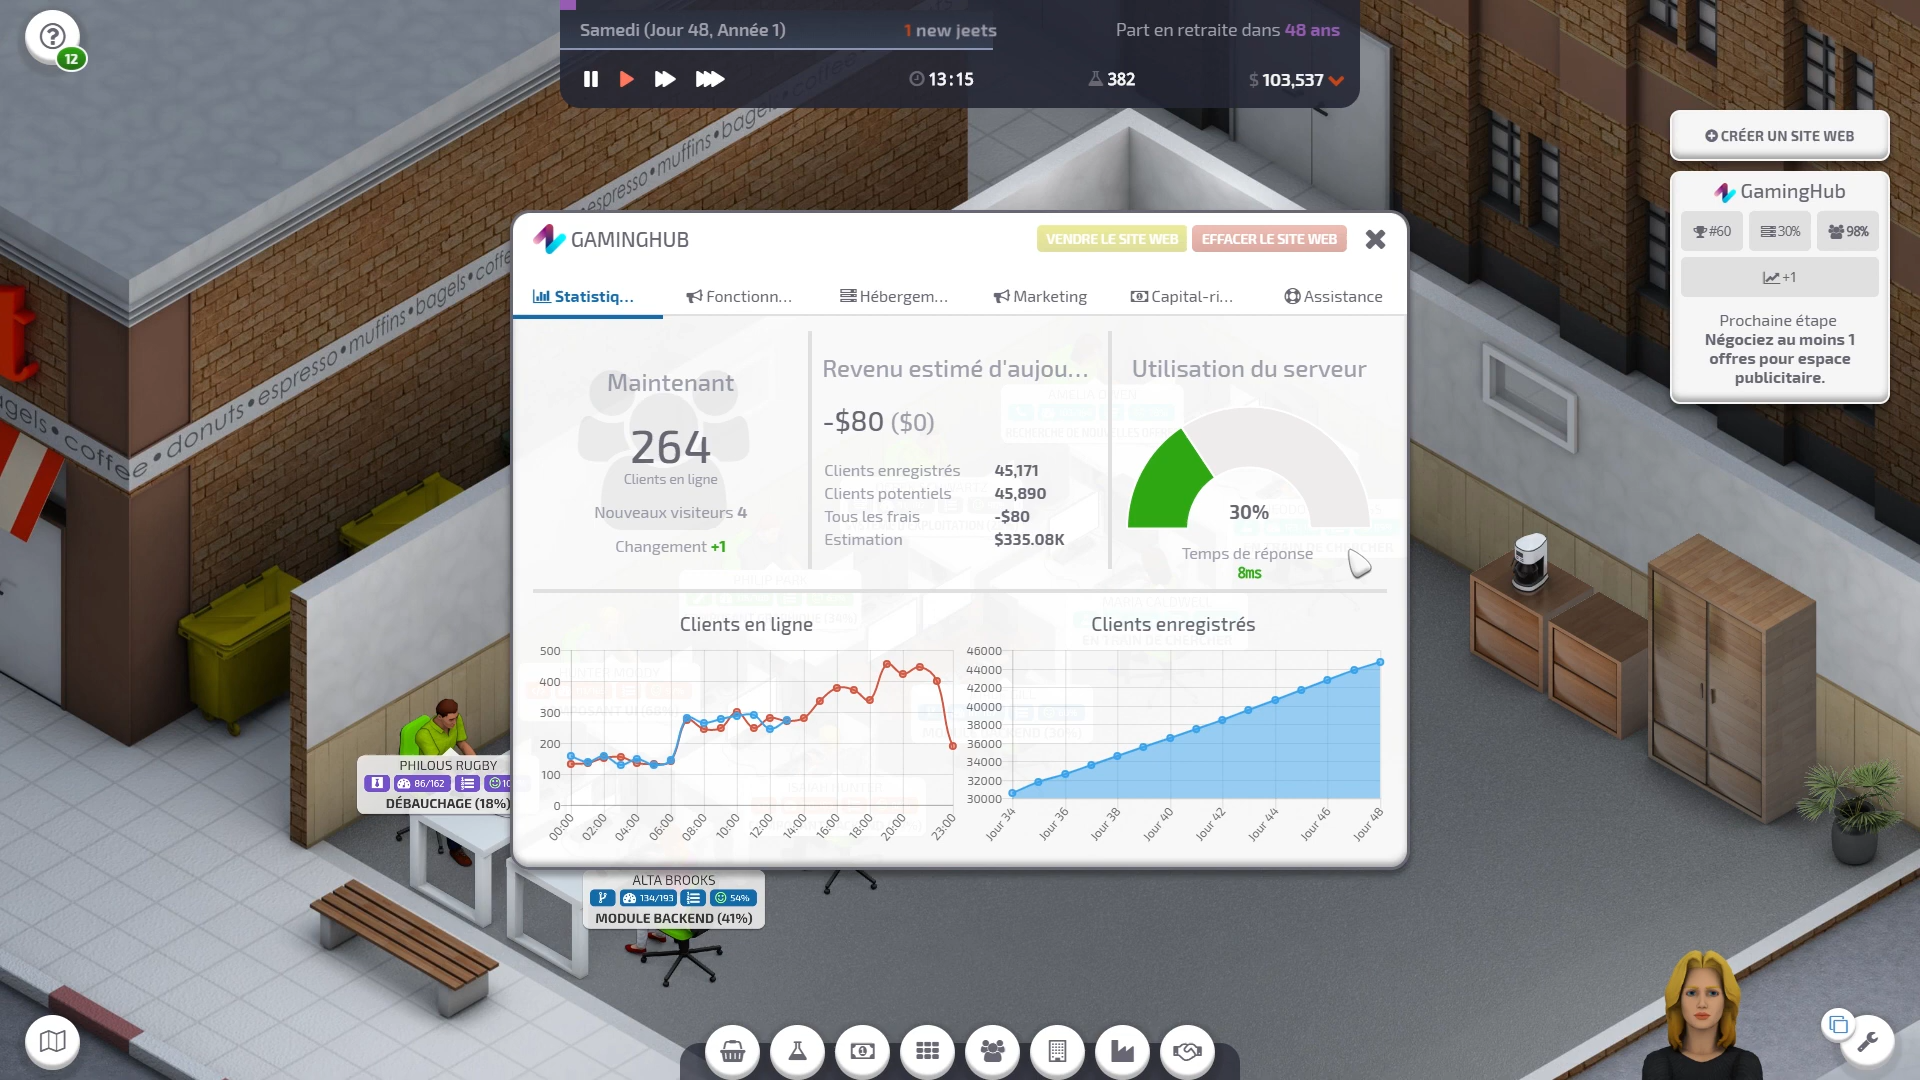 12
Samedi (Jour 48, Année 1)
1 new jeets
Part en retraite dans 48 ans
13:15
382
$ 103,537
CRÉER UN SITE WEB
GamingHub
#60
30%
98%
+1
Prochaine étape
Négociez au moins 1
offres pour espace
publicitaire.
GAMINGHUB
VENDRE LE SITE WEB
EFFACER LE SITE WEB
Statistiq...
Fonctionn...
Hébergem...
Marketing
Capital-ri...
Assistance
Maintenant
264
Clients en ligne
Nouveaux visiteurs 4
Changement +1
Revenu estimé d'aujou...
-$80 ($0)
Clients enregistrés 45,171
Clients potentiels 45,890
Tous les frais -$80
Estimation $335.08K
Utilisation du serveur
30%
Temps de réponse
8ms
Clients en ligne
500
400
300
200
100
0
00:00 02:00 04:00 06:00 08:00 10:00 12:00 14:00 16:00 18:00 20:00 23:00
Clients enregistrés
46000
44000
42000
40000
38000
36000
34000
32000
30000
Jour 34 Jour 36 Jour 38 Jour 40 Jour 42 Jour 44 Jour 46 Jour 48
PHILOUS RUGBY
86/162
DÉBAUCHAGE (18%)
ALTA BROOKS
134/193
54%
MODULE BACKEND (41%)
espresso • muffins • bagels • coffee
bagels • coffee • donuts • espresso • muffins • bagels • coffe